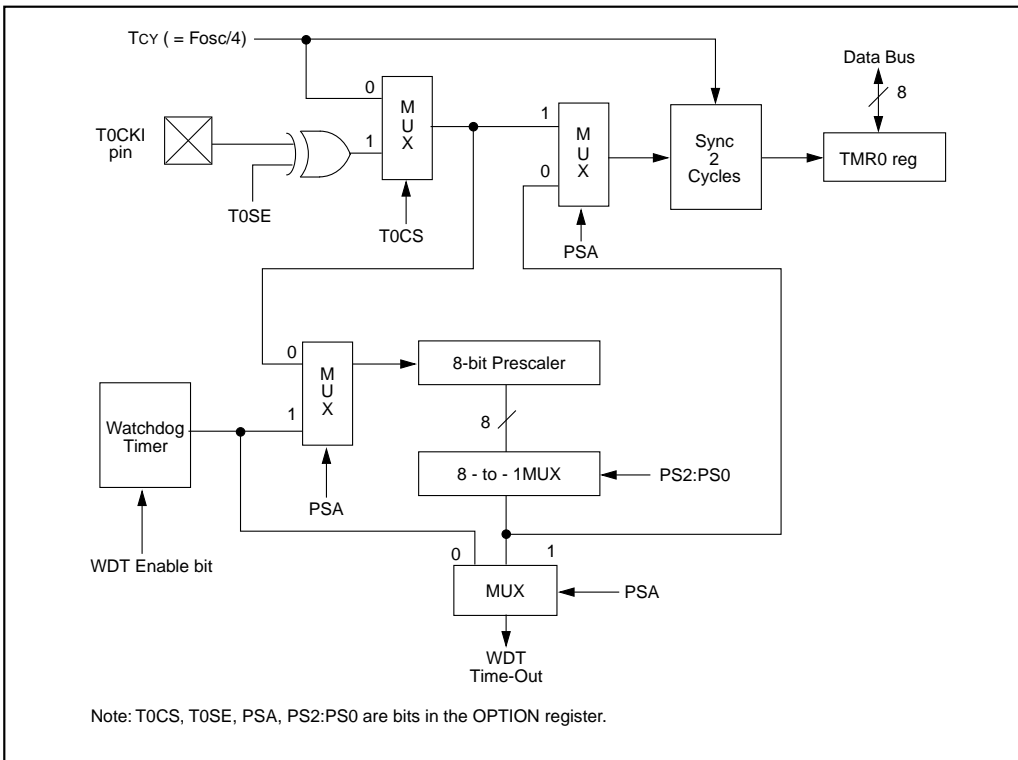 TCY ( = Fosc/4)
Data Bus
0
M
U
X
1
8
T0CKI
pin
1
M
U
X
0
Sync
2
Cycles
TMR0 reg
T0SE
T0CS
PSA
0
M
U
X
1
8-bit Prescaler
Watchdog
Timer
8
8 - to - 1MUX
PS2:PS0
PSA
WDT Enable bit
0
1
MUX
PSA
WDT
Time-Out
Note: T0CS, T0SE, PSA, PS2:PS0 are bits in the OPTION register.